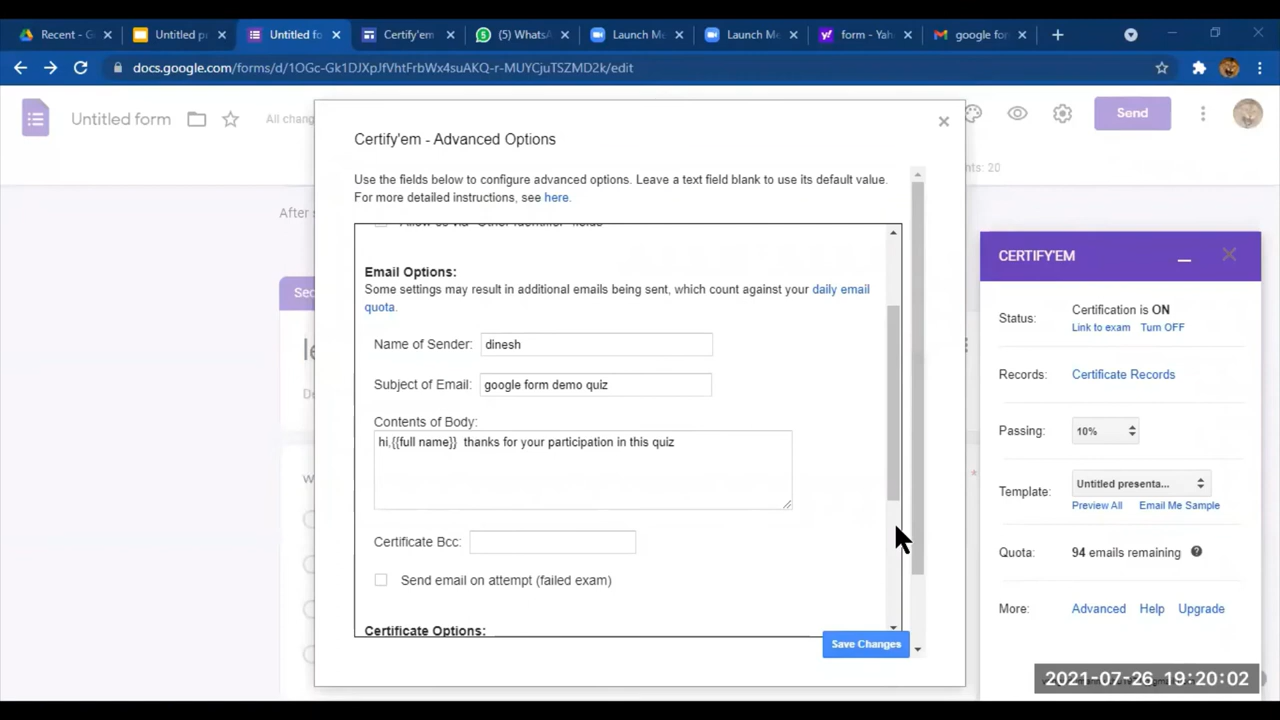 Recent - G
Untitled p
Untitled fo
Certify'em
(5) WhatsA
Launch Me
Launch Me
form - Yah
google for
docs.google.com/forms/d/1OGc-Gk1DJXpJfVhtFrbWx4suAKQ-r-MUYCjuTSZMD2k/edit
Untitled form
All chang
Send
nts: 20
After s
Sec
Certify'em - Advanced Options
Use the fields below to configure advanced options. Leave a text field blank to use its default value.
For more detailed instructions, see here.
Email Options:
Some settings may result in additional emails being sent, which count against your daily email
quota.
Name of Sender: dinesh
Subject of Email: google form demo quiz
Contents of Body:
hi,{{full name}} thanks for your participation in this quiz
Certificate Bcc:
Send email on attempt (failed exam)
Certificate Options:
Save Changes
CERTIFY'EM
Status: Certification is ON
Link to exam Turn OFF
Records: Certificate Records
Passing: 10%
Template: Untitled presenta...
Preview All Email Me Sample
Quota: 94 emails remaining
More: Advanced Help Upgrade
2021-07-26 19:20:02